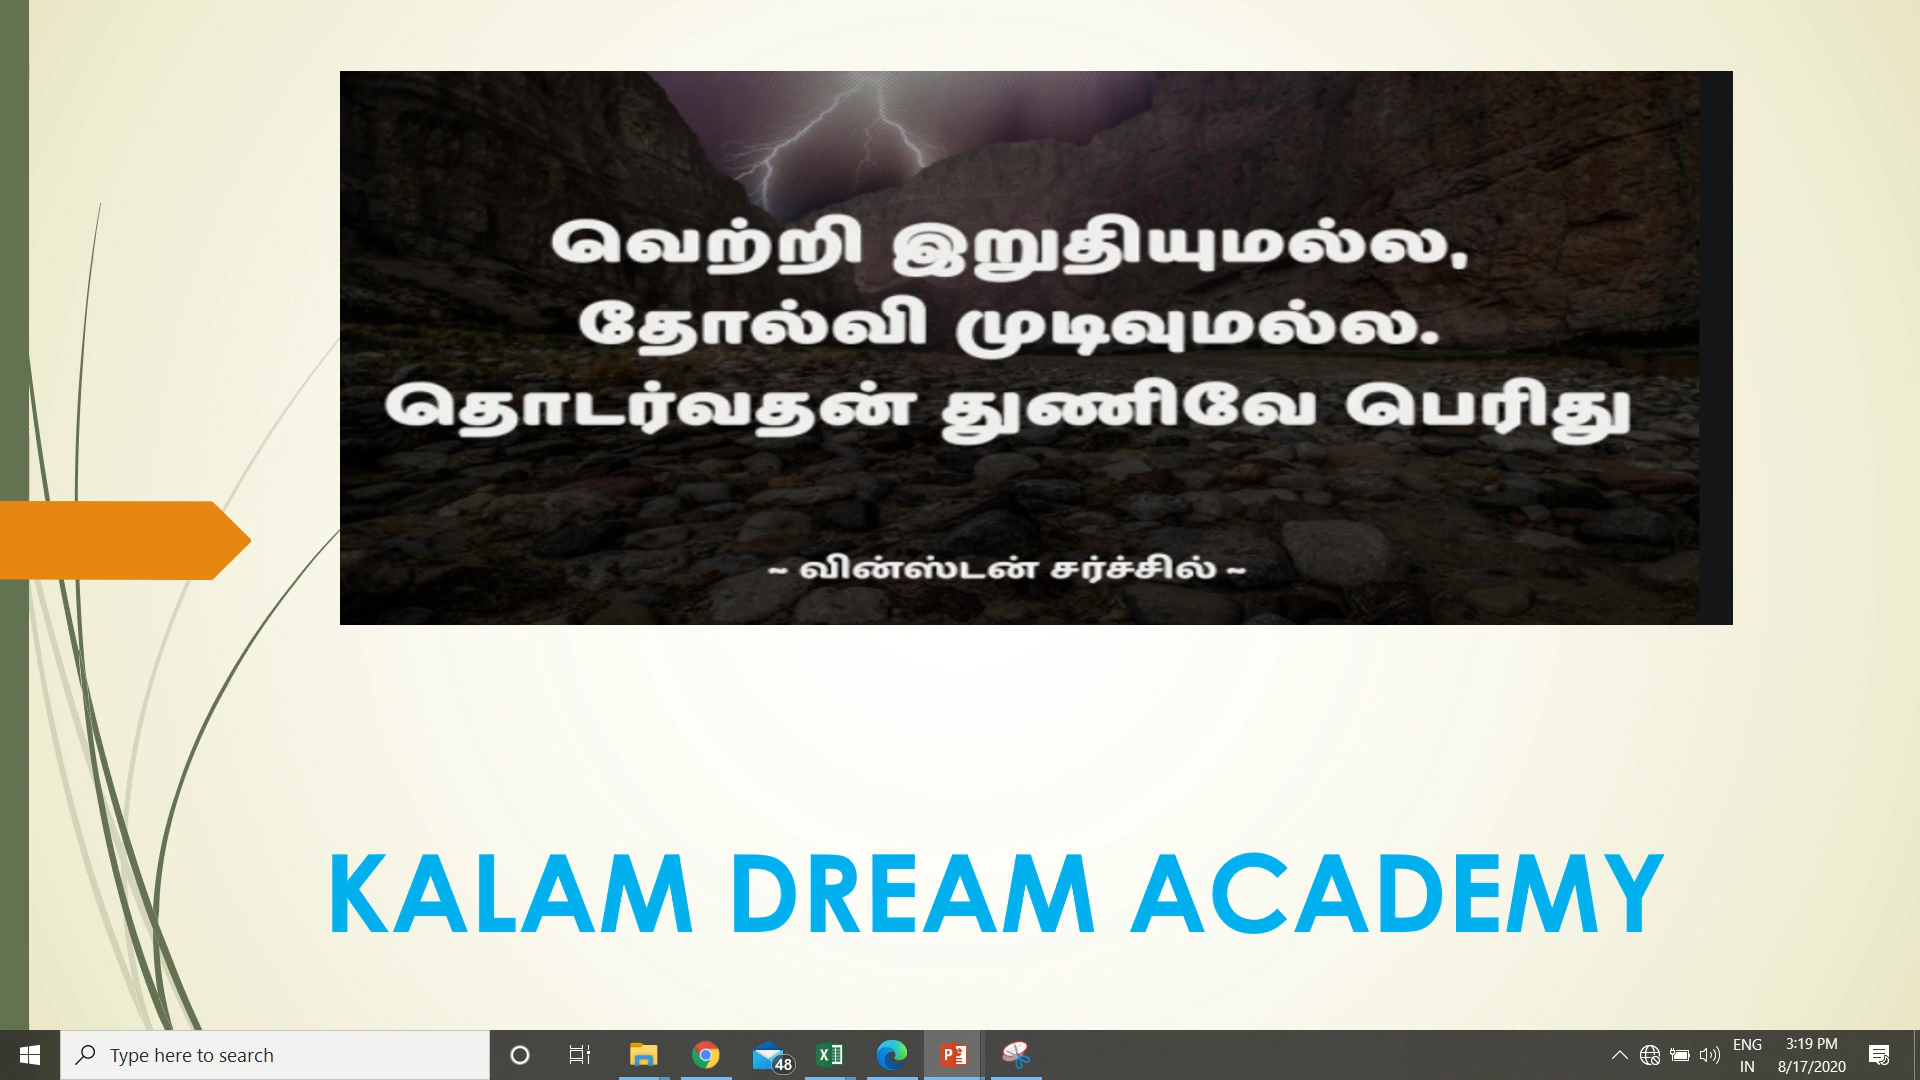 வெற்றி இறுதியுமல்ல,
தோல்வி முடிவுமல்ல.
தொடர்வதன் துணிவே பெரிது
~ வின்ஸ்டன் சர்ச்சில் ~
KALAM DREAM ACADEMY
Type here to search
48
ENG
IN
3:19 PM
8/17/2020